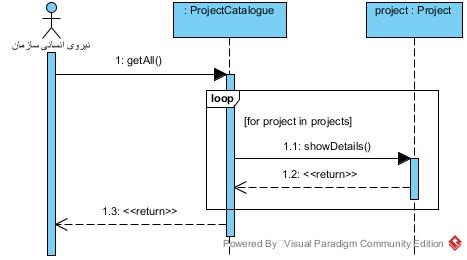 : ProjectCatalogue
project : Project
نیروی انسانی سازمان
1: getAll()
loop
[for project in projects]
1.1: showDetails()
1.2: <<return>>
1.3: <<return>>
Powered By Visual Paradigm Community Edition